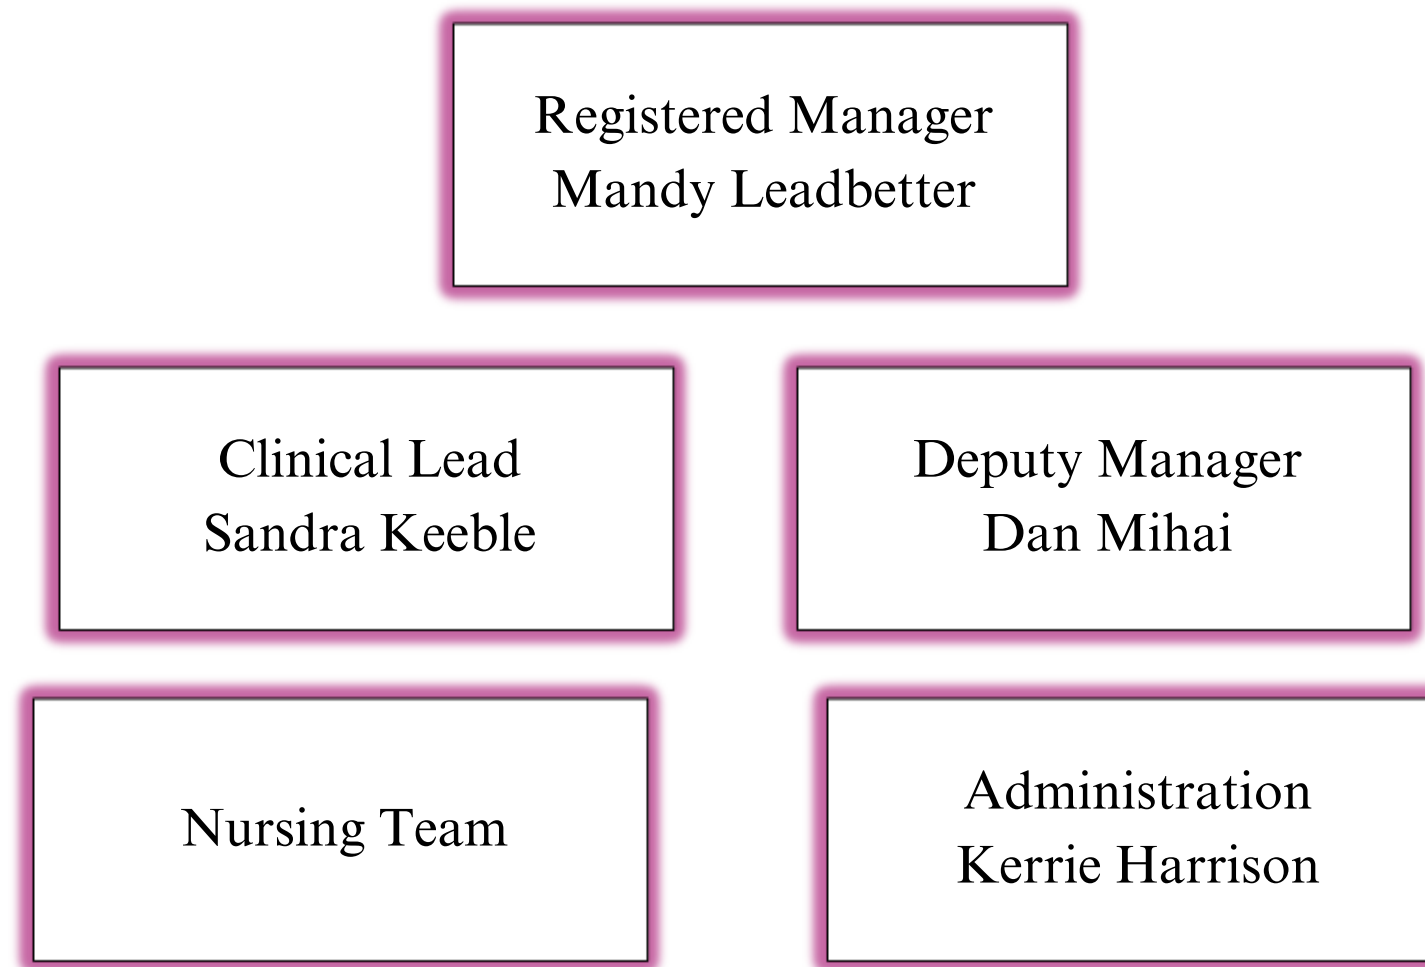 Registered Manager
Mandy Leadbetter
Clinical Lead
Sandra Keeble
Deputy Manager
Dan Mihai
Nursing Team
Administration
Kerrie Harrison